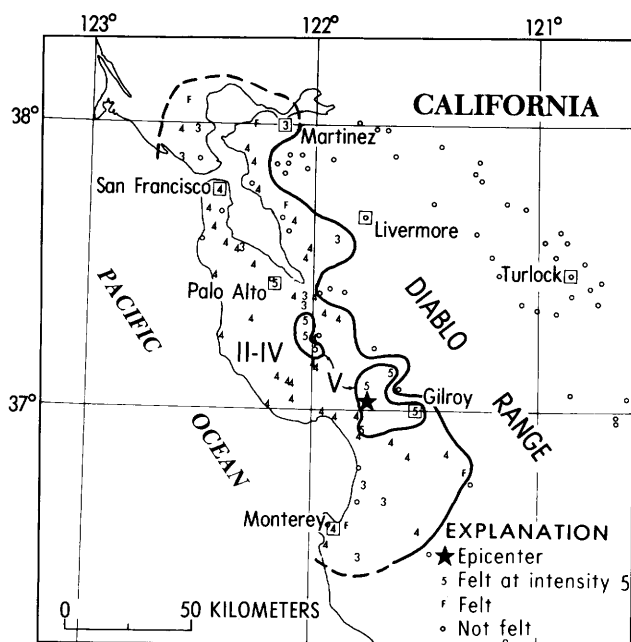 123° 122° 121°
38°
CALIFORNIA
Martinez
San Francisco
Livermore
Palo Alto
Turlock
PACIFIC
OCEAN
DIABLO
RANGE
II-IV
V
37°
Gilroy
Monterey
EXPLANATION
★ Epicenter
5 Felt at intensity 5
F Felt
o Not felt
0 50 KILOMETERS